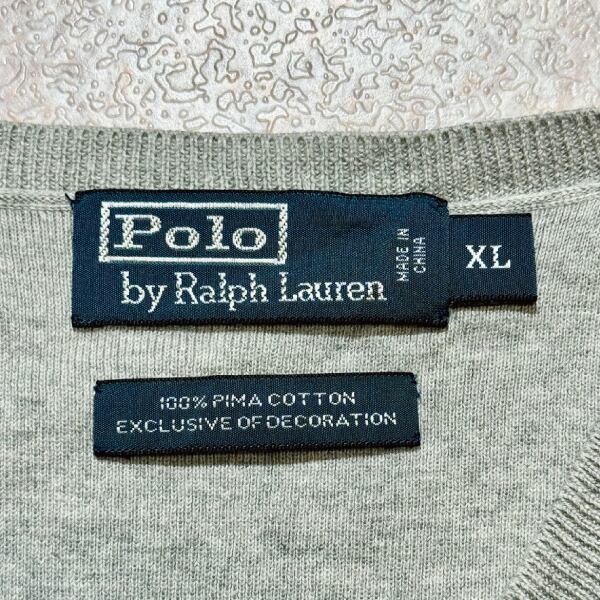 Polo
by Ralph Lauren
MADE IN
CHINA
XL
100% PIMA COTTON
EXCLUSIVE OF DECORATION